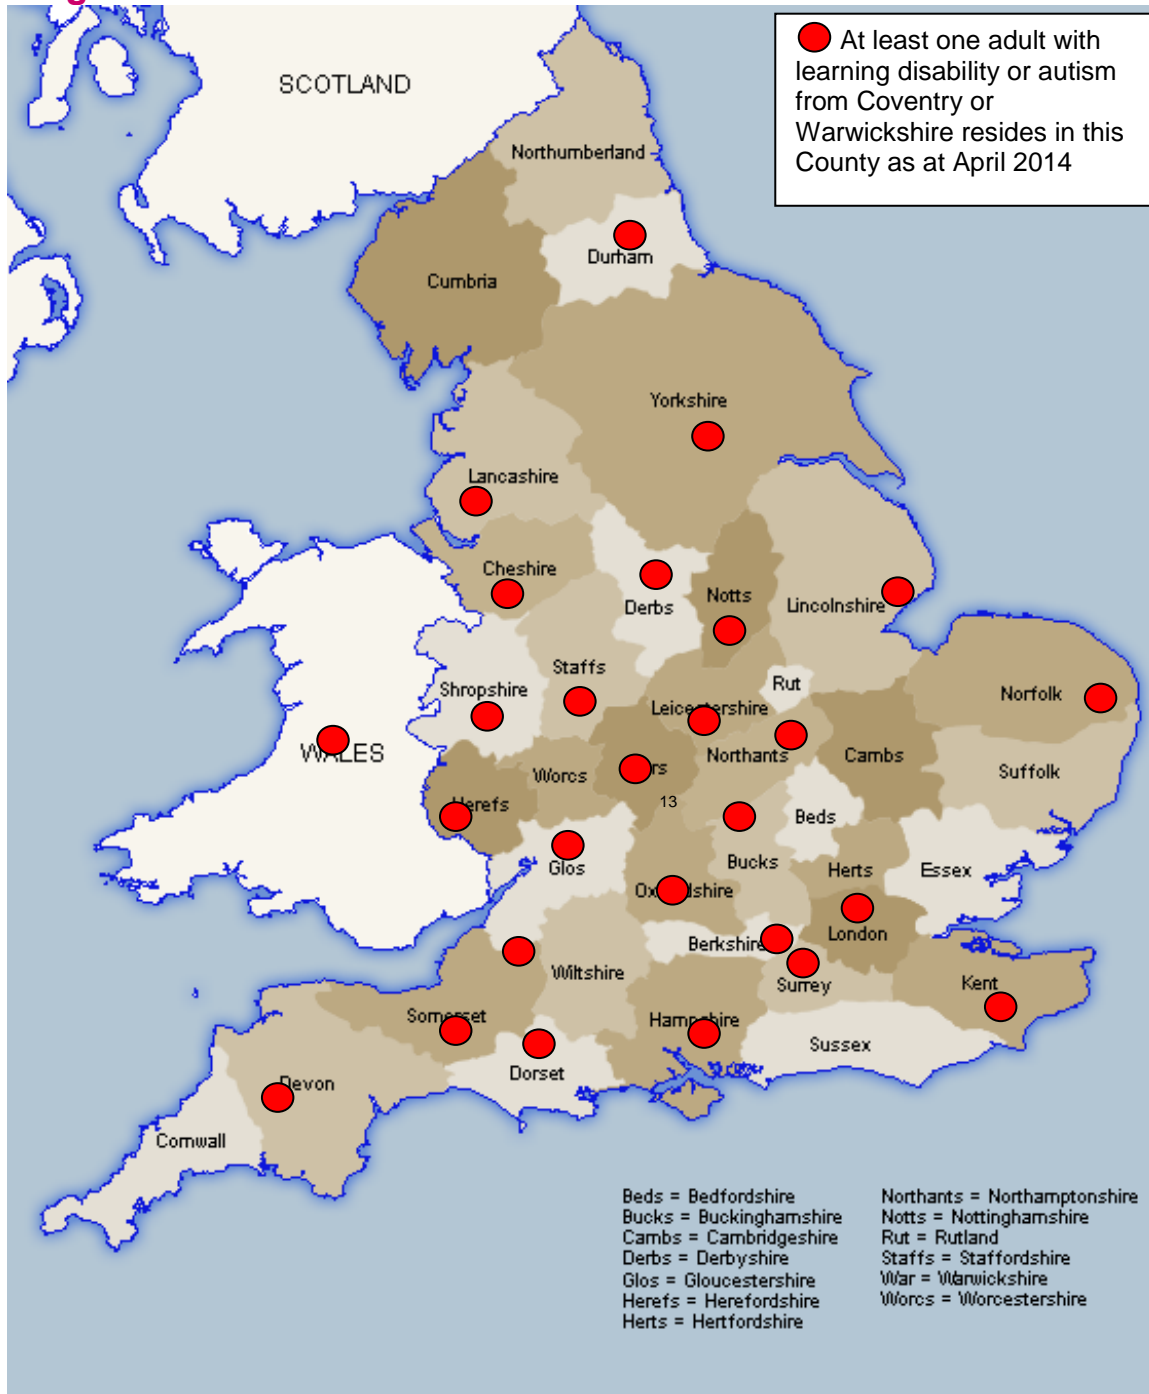 At least one adult with
learning disability or autism
from Coventry or
Warwickshire resides in this
County as at April 2014
SCOTLAND
Northumberland
Durham
Cumbria
Yorkshire
Lancashire
Cheshire
Derbs
Notts
Lincolnshire
Staffs
Shropshire
Rut
Leicestershire
Norfolk
WALES
Worcs
Northants
Cambs
Suffolk
13
Herefs
Beds
Glos
Bucks
Herts
Essex
Oxfordshire
London
Berkshire
Wiltshire
Surrey
Kent
Somerset
Hampshire
Sussex
Dorset
Devon
Cornwall
Beds = Bedfordshire
Bucks = Buckinghamshire
Cambs = Cambridgeshire
Derbs = Derbyshire
Glos = Gloucestershire
Herefs = Herefordshire
Herts = Hertfordshire
Northants = Northamptonshire
Notts = Nottinghamshire
Rut = Rutland
Staffs = Staffordshire
War = Warwickshire
Worcs = Worcestershire